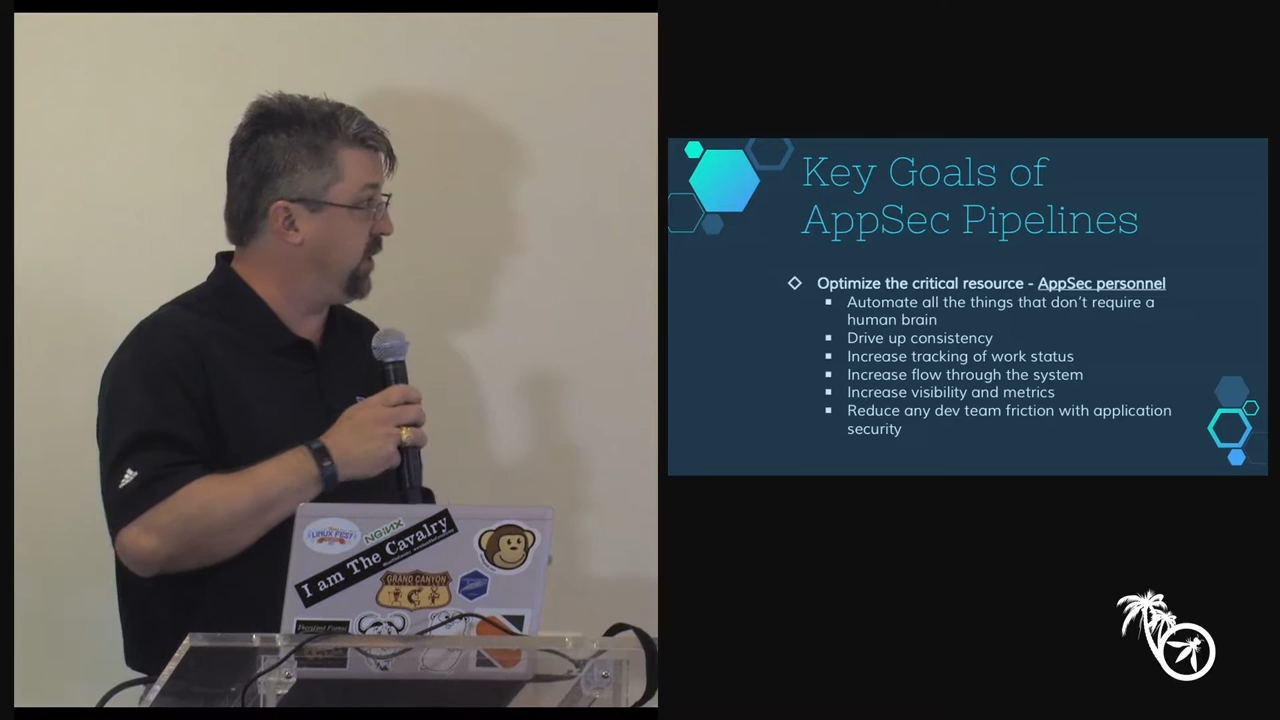 Key Goals of
AppSec Pipelines
Optimize the critical resource - AppSec personnel
Automate all the things that don't require a
human brain
Drive up consistency
Increase tracking of work status
Increase flow through the system
Increase visibility and metrics
Reduce any dev team friction with application
security
LINUX FEST
NGINX
I am The Cavalry
GRAND CANYON